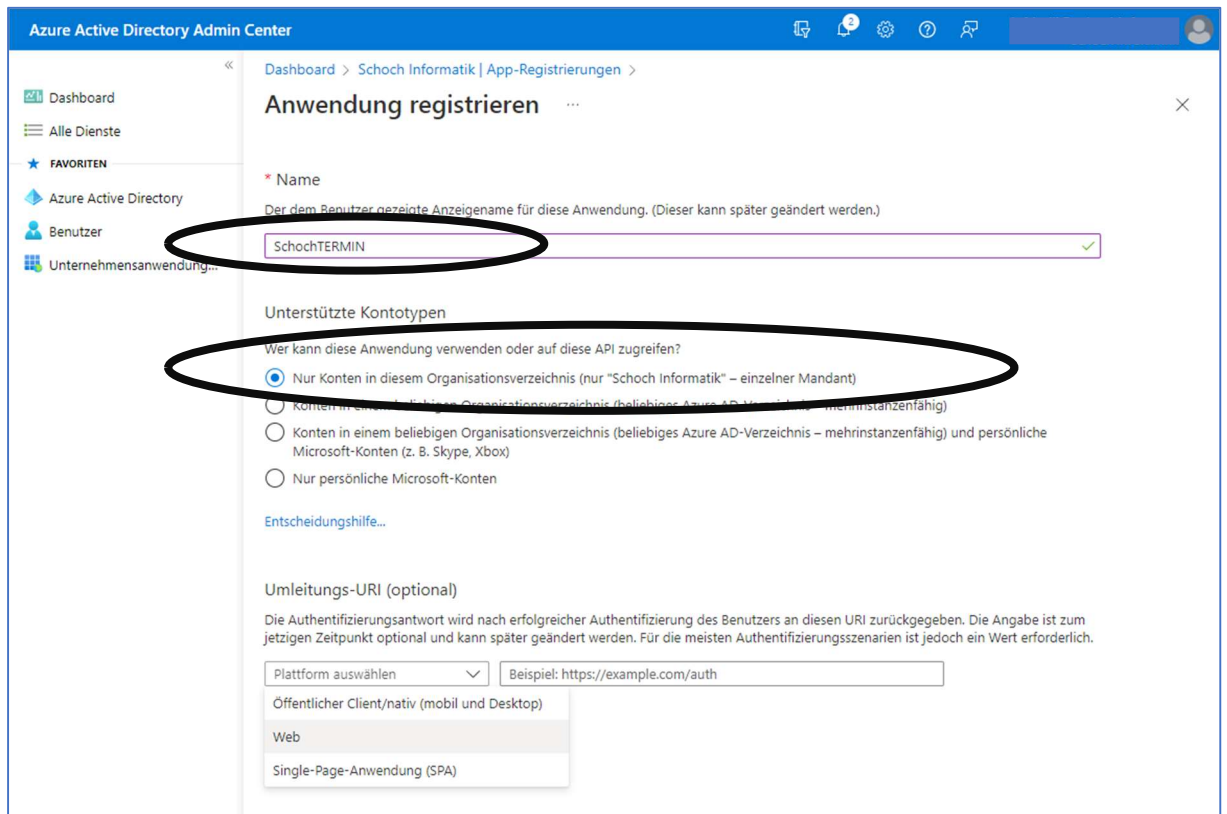 Azure Active Directory Admin Center
2
«
Dashboard > Schoch Informatik | App-Registrierungen >
Dashboard
Anwendung registrieren ...
Alle Dienste
FAVORITEN
Azure Active Directory
Benutzer
Unternehmensanwendung...
* Name
Der dem Benutzer gezeigte Anzeigename für diese Anwendung. (Dieser kann später geändert werden.)
SchochTERMIN
Unterstützte Kontotypen
Wer kann diese Anwendung verwenden oder auf diese API zugreifen?
Nur Konten in diesem Organisationsverzeichnis (nur "Schoch Informatik" – einzelner Mandant)
Konten in einem beliebigen Organisationsverzeichnis (beliebiges Azure AD-Verzeichnis – mehrinstanzenfähig)
Konten in einem beliebigen Organisationsverzeichnis (beliebiges Azure AD-Verzeichnis – mehrinstanzenfähig) und persönliche
Microsoft-Konten (z. B. Skype, Xbox)
Nur persönliche Microsoft-Konten
Entscheidungshilfe...
Umleitungs-URI (optional)
Die Authentifizierungsantwort wird nach erfolgreicher Authentifizierung des Benutzers an diesen URI zurückgegeben. Die Angabe ist zum
jetzigen Zeitpunkt optional und kann später geändert werden. Für die meisten Authentifizierungsszenarien ist jedoch ein Wert erforderlich.
Plattform auswählen
Beispiel: https://example.com/auth
Öffentlicher Client/nativ (mobil und Desktop)
Web
Single-Page-Anwendung (SPA)